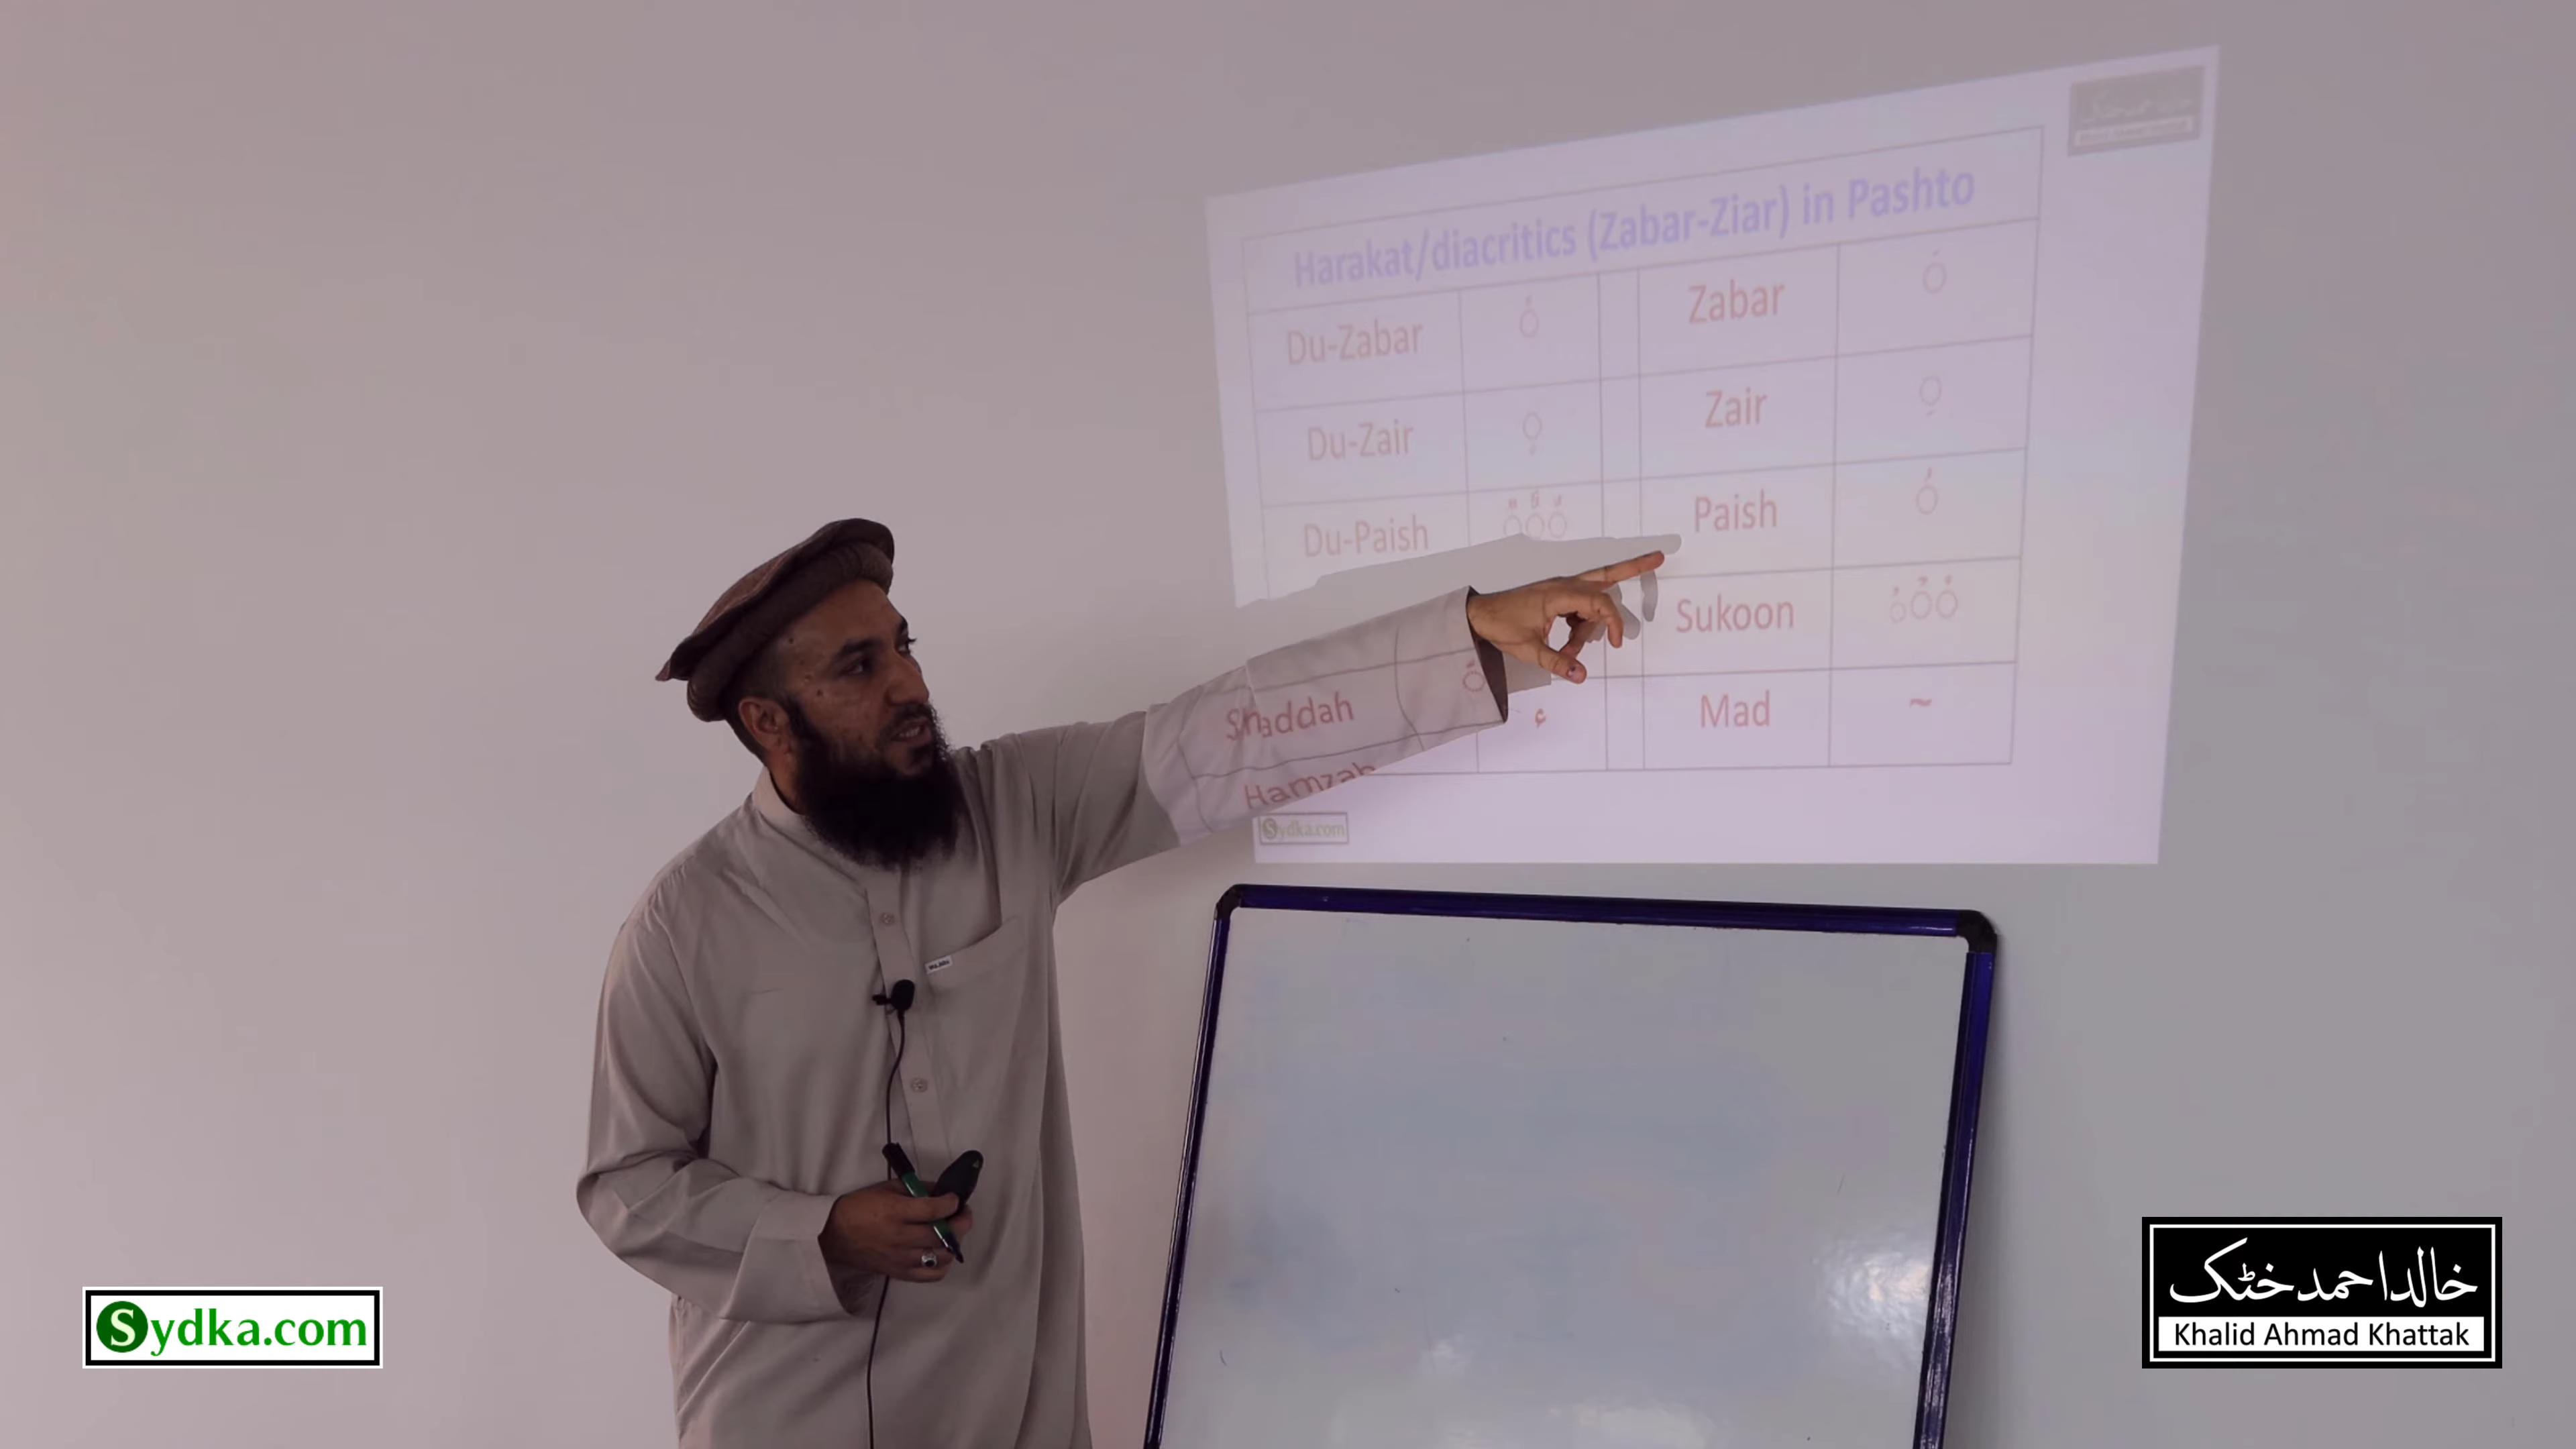 Harakat/diacritics (Zabar-Ziar) in Pashto
Du-Zabar Zabar
Du-Zair Zair
Du-Paish Paish
Shaddah Sukoon
Hamzah ء Mad ~
Sydka.com
Sydka.com
خالد احمد خٹک
Khalid Ahmad Khattak